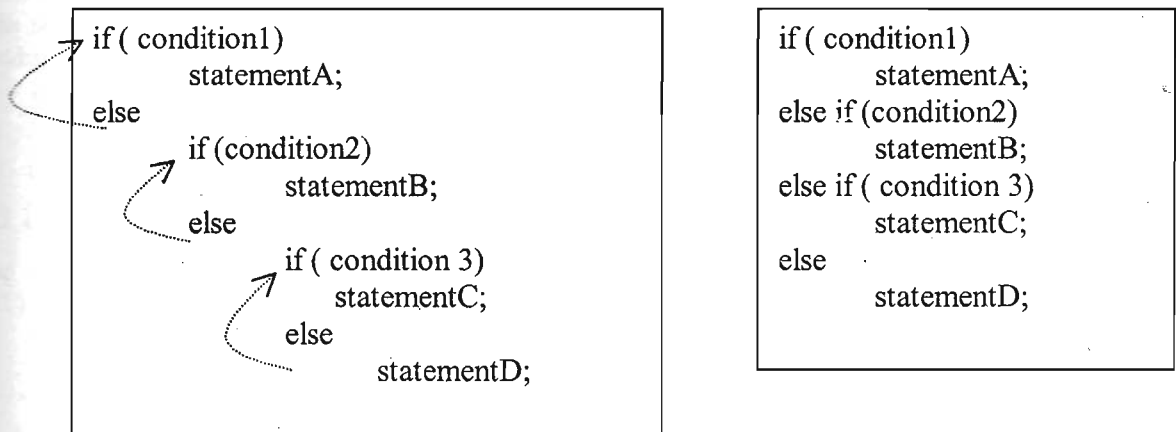 if ( condition1)
statementA;
else
if (condition2)
statementB;
else
if ( condition 3)
statementC;
else
statementD;
if ( condition1)
statementA;
else if (condition2)
statementB;
else if ( condition 3)
statementC;
else
statementD;